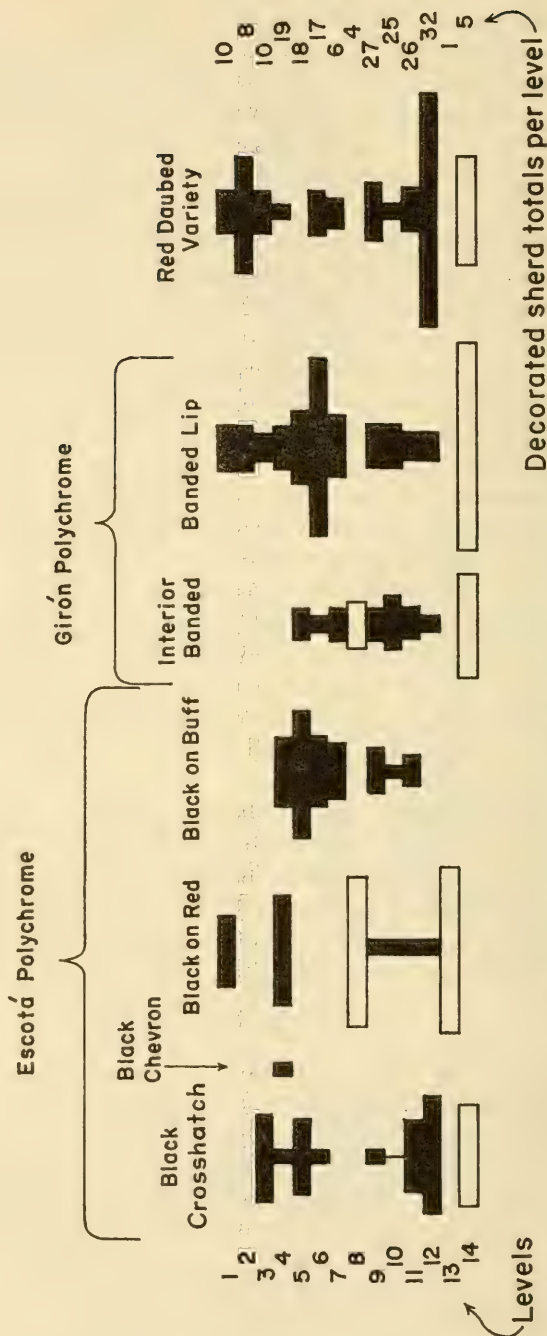 Escotá Polychrome
Girón Polychrome
Black
Crosshatch
Black
Chevron
Black on Red
Black on Buff
Interior
Banded
Banded Lip
Red Daubed
Variety
1
2
3
4
5
6
7
8
9
10
11
12
13
14
Levels
10
8
10
19
18
17
6
4
27
25
26
32
1
5
Decorated sherd totals per level